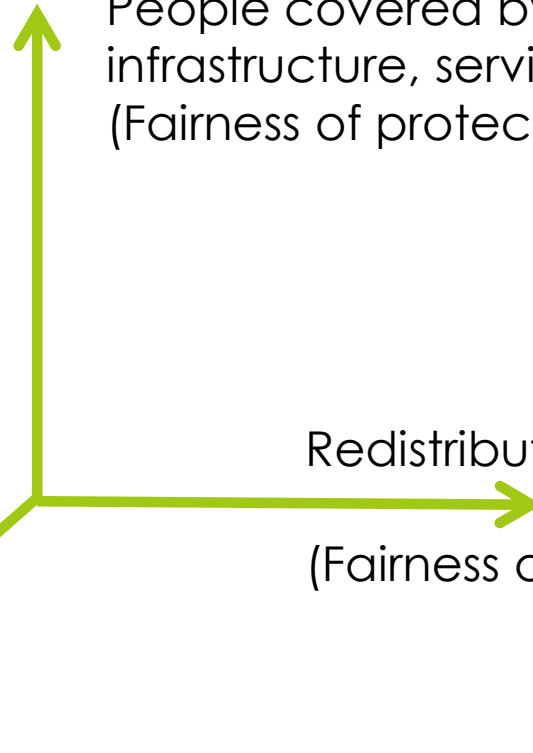 People covered by
infrastructure, servi
(Fairness of protec
Redistribut
(Fairness o